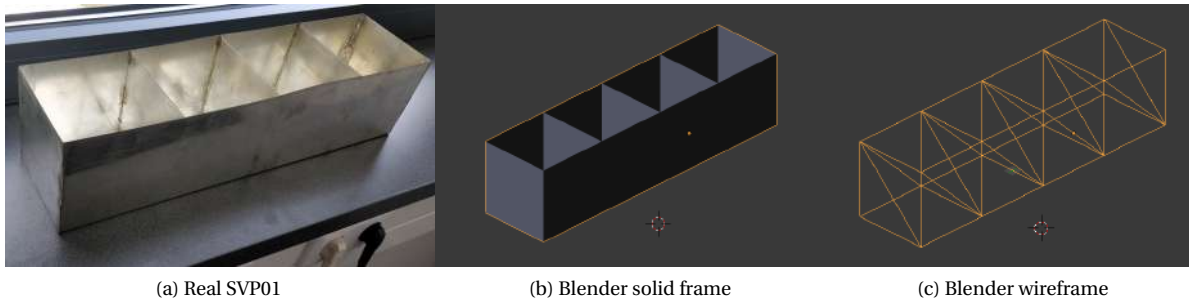 (a) Real SVP01
(b) Blender solid frame
(c) Blender wireframe